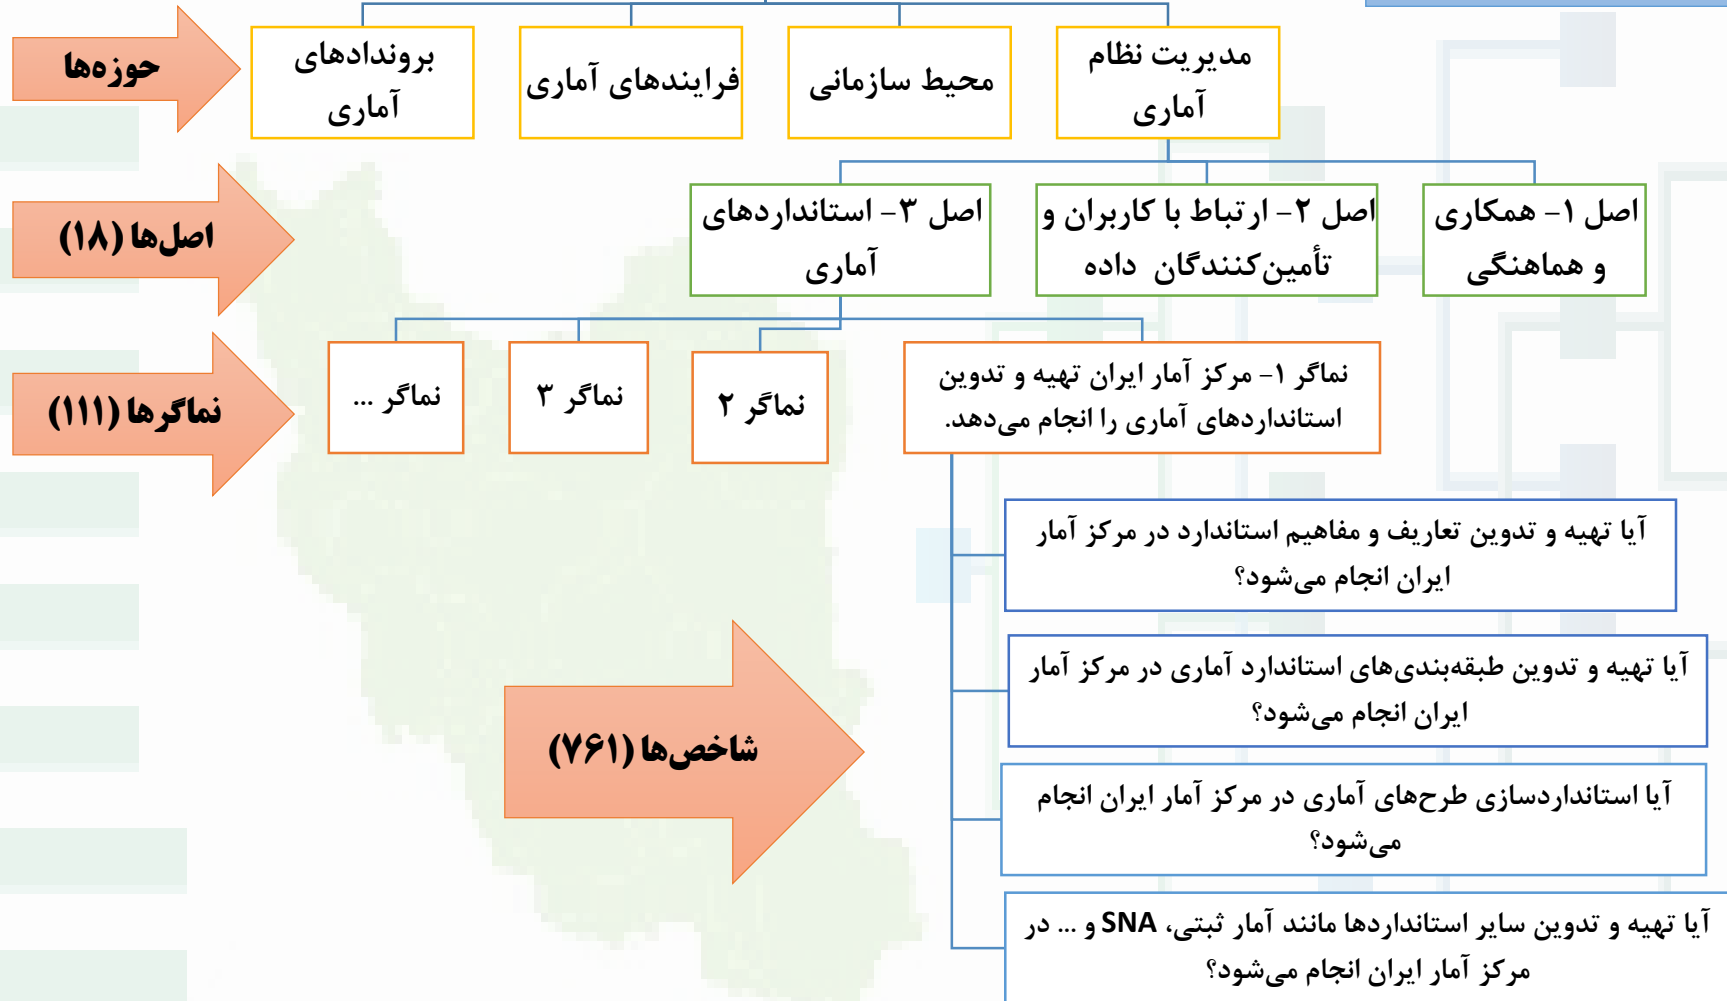 حوزه‌ها
مدیریت نظام
آماری
محیط سازمانی
فرایندهای آماری
بروندادهای
آماری
اصل‌ها (۱۸)
اصل ۱- همکاری
و هماهنگی
اصل ۲- ارتباط با کاربران و
تأمین‌کنندگان داده
اصل ۳- استانداردهای
آماری
نماگرها (۱۱۱)
نماگر ۱- مرکز آمار ایران تهیه و تدوین
استانداردهای آماری را انجام می‌دهد.
نماگر ۲
نماگر ۳
نماگر ...
شاخص‌ها (۷۶۱)
آیا تهیه و تدوین تعاریف و مفاهیم استاندارد در مرکز آمار
ایران انجام می‌شود؟
آیا تهیه و تدوین طبقه‌بندی‌های استاندارد آماری در مرکز آمار
ایران انجام می‌شود؟
آیا استانداردسازی طرح‌های آماری در مرکز آمار ایران انجام
می‌شود؟
آیا تهیه و تدوین سایر استانداردها مانند آمار ثبتی، SNA و ... در
مرکز آمار ایران انجام می‌شود؟